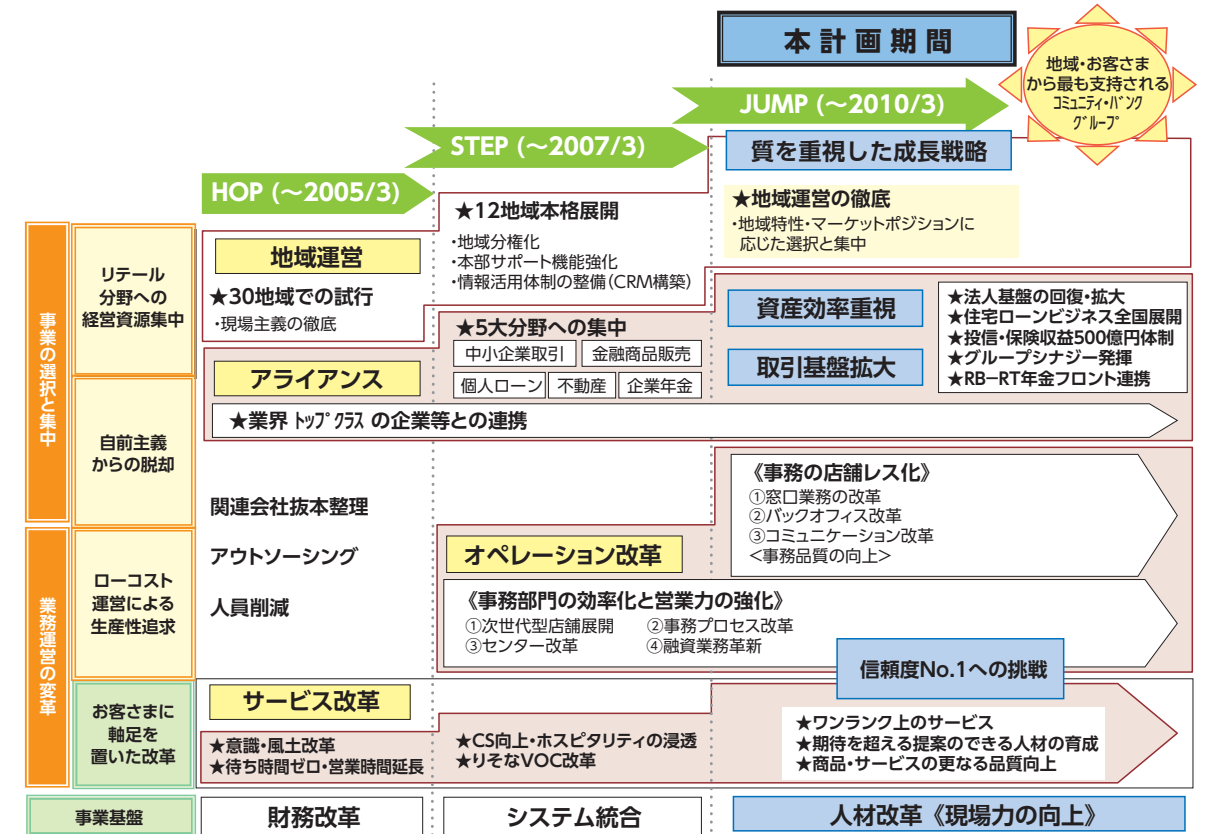 本計画期間
地域・お客さま
から最も支持される
コミュニティ・バンク
グループ
JUMP (〜2010/3)
STEP (〜2007/3)
HOP (〜2005/3)
質を重視した成長戦略
★地域運営の徹底
・地域特性・マーケットポジションに
応じた選択と集中
★12地域本格展開
・地域分権化
・本部サポート機能強化
・情報活用体制の整備(CRM構築)
事業の選択と集中
リテール
分野への
経営資源集中
地域運営
★30地域での試行
・現場主義の徹底
★5大分野への集中
中小企業取引
金融商品販売
個人ローン
不動産
企業年金
資産効率重視
取引基盤拡大
★法人基盤の回復・拡大
★住宅ローンビジネス全国展開
★投信・保険収益500億円体制
★グループシナジー発揮
★RB−RT年金フロント連携
アライアンス
★業界トップクラスの企業等との連携
自前主義
からの脱却
関連会社抜本整理
アウトソーシング
人員削減
《事務の店舗レス化》
①窓口業務の改革
②バックオフィス改革
③コミュニケーション改革
<事務品質の向上>
業務運営の変革
ローコスト
運営による
生産性追求
オペレーション改革
《事務部門の効率化と営業力の強化》
①次世代型店舗展開 ②事務プロセス改革
③センター改革 ④融資業務革新
信頼度No.1への挑戦
お客さまに
軸足を
置いた改革
サービス改革
★意識・風土改革
★待ち時間ゼロ・営業時間延長
★CS向上・ホスピタリティの浸透
★りそなVOC改革
★ワンランク上のサービス
★期待を超える提案のできる人材の育成
★商品・サービスの更なる品質向上
事業基盤
財務改革
システム統合
人材改革《現場力の向上》